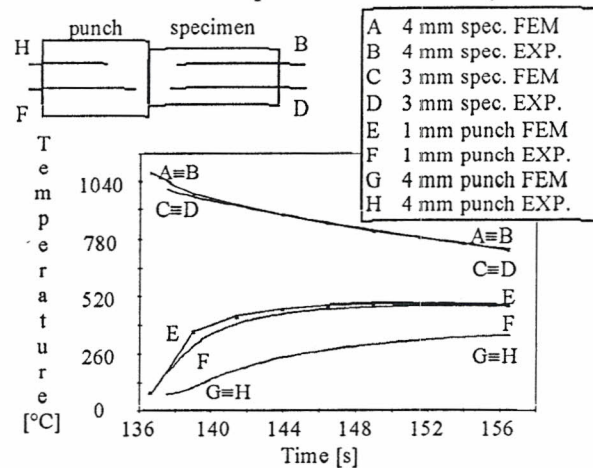 punch specimen
H B
F D
A 4 mm spec. FEM
B 4 mm spec. EXP.
C 3 mm spec. FEM
D 3 mm spec. EXP.
E 1 mm punch FEM
F 1 mm punch EXP.
G 4 mm punch FEM
H 4 mm punch EXP.
Temperature
[°C]
1040
780
520
260
0
A≡B
C≡D
A≡B
C≡D
E
F
G≡H
E
F
G≡H
136 140 144 148 152 156
Time [s]